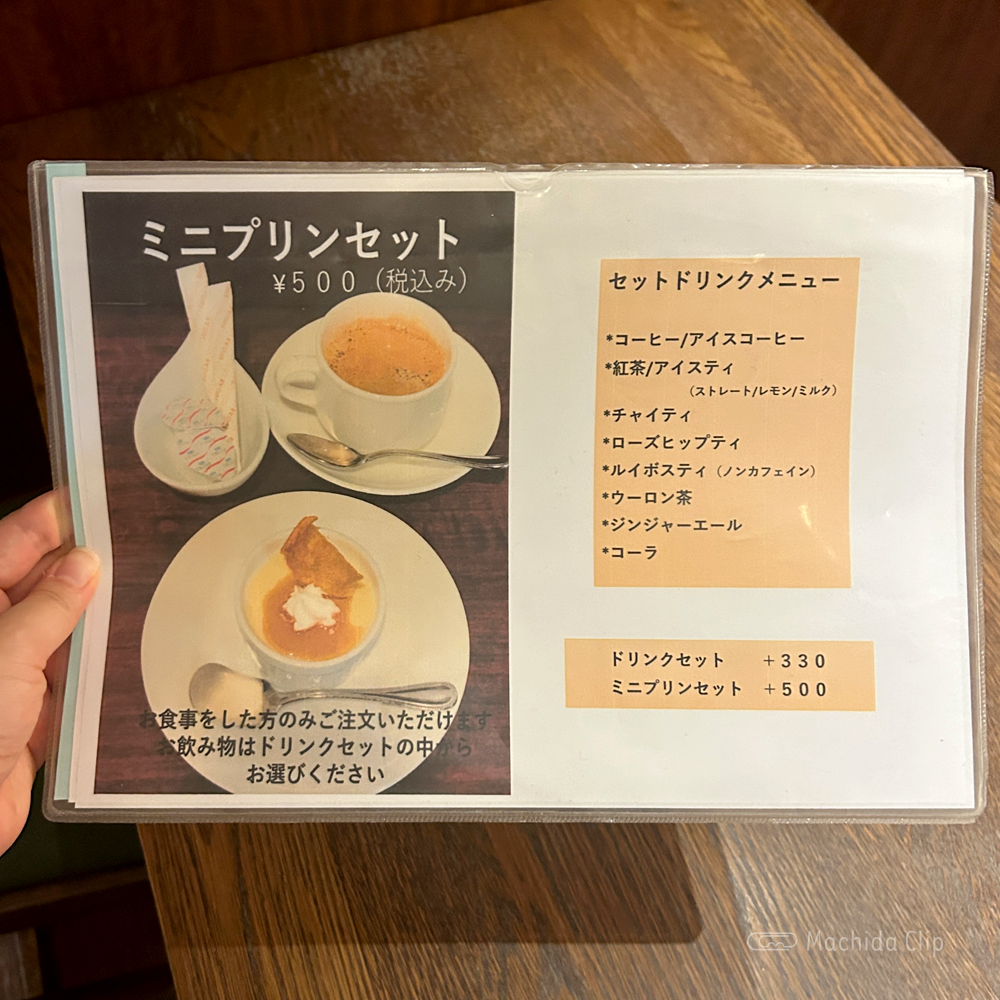 ミニプリンセット
¥500（税込み）
お食事をした方のみご注文いただけます
お飲み物はドリンクセットの中から
お選びください
セットドリンクメニュー
*コーヒー/アイスコーヒー
*紅茶/アイスティ
（ストレート/レモン/ミルク）
*チャイティ
*ローズヒップティ
*ルイボスティ（ノンカフェイン）
*ウーロン茶
*ジンジャーエール
*コーラ
ドリンクセット　+330
ミニプリンセット　+500
Machida Clip